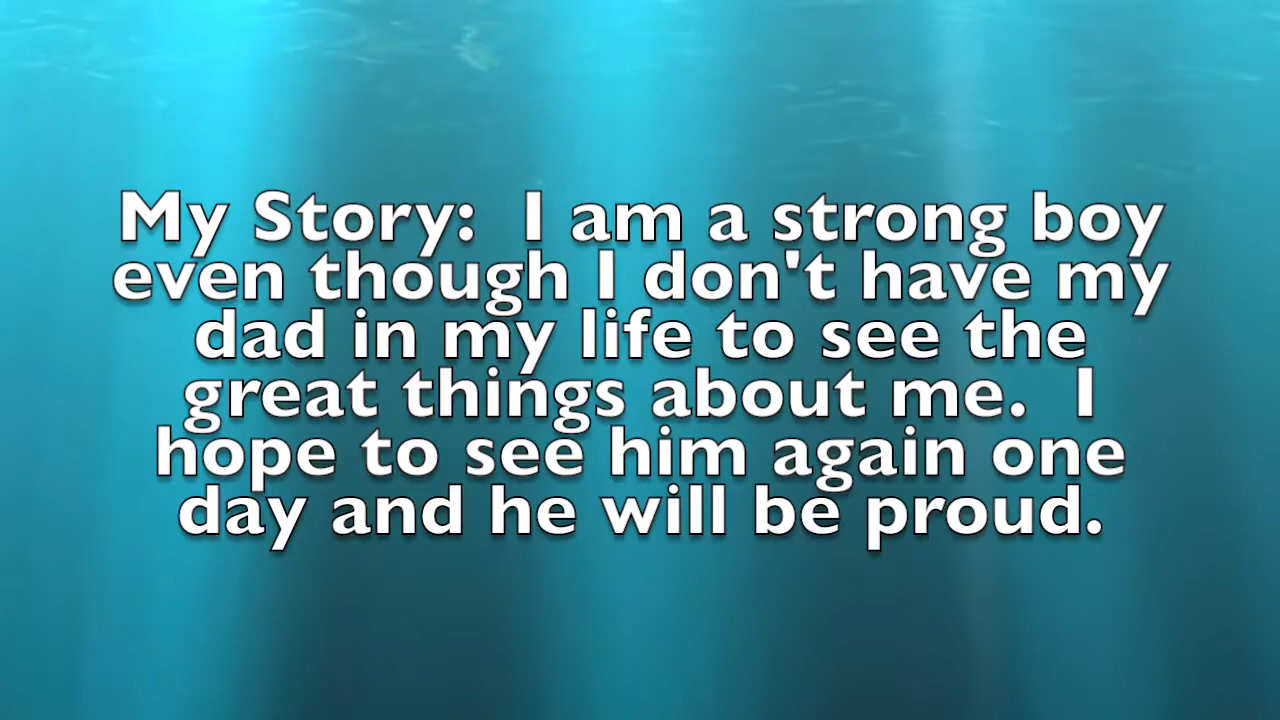 My Story:  I am a strong boy
even though I don't have my
dad in my life to see the
great things about me.  I
hope to see him again one
day and he will be proud.